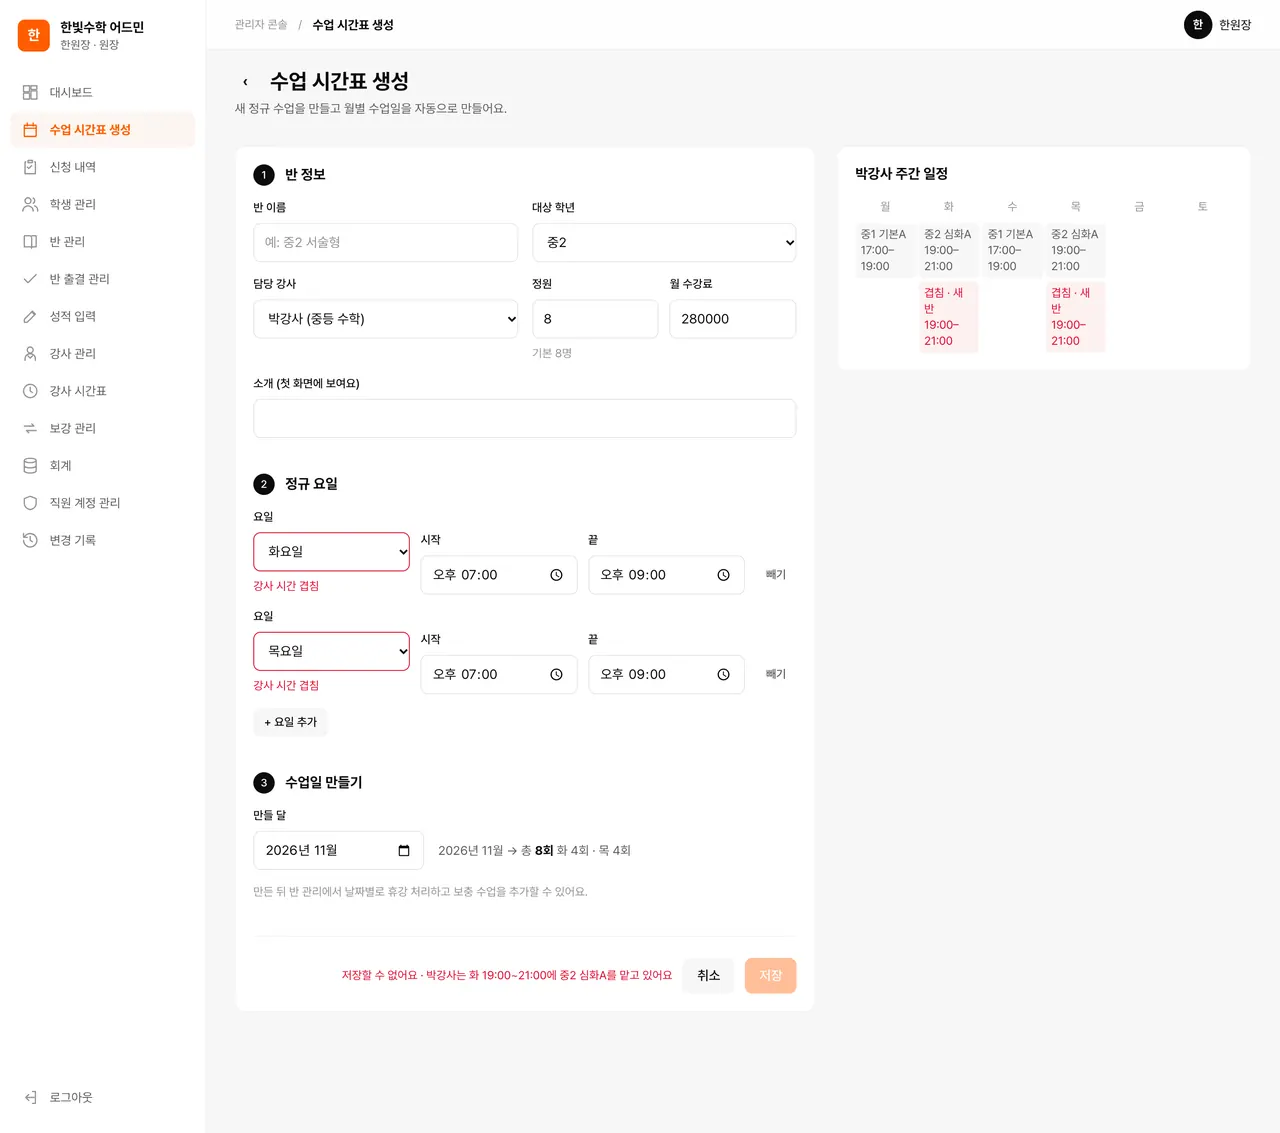 한
한빛수학 어드민
한원장 · 원장
대시보드
수업 시간표 생성
신청 내역
학생 관리
반 관리
반 출결 관리
성적 입력
강사 관리
강사 시간표
보강 관리
회계
직원 계정 관리
변경 기록
로그아웃
관리자 콘솔 / 수업 시간표 생성
한 한원장
‹ 수업 시간표 생성
새 정규 수업을 만들고 월별 수업일을 자동으로 만들어요.
1 반 정보
반 이름 대상 학년
예: 중2 서술형 중2
담당 강사 정원 월 수강료
박강사 (중등 수학) 8 280000
기본 8명
소개 (첫 화면에 보여요)
2 정규 요일
요일
시작 끝
화요일 오후 07:00 오후 09:00 빼기
강사 시간 겹침
요일
시작 끝
목요일 오후 07:00 오후 09:00 빼기
강사 시간 겹침
+ 요일 추가
3 수업일 만들기
만들 달
2026년 11월 2026년 11월 → 총 8회 화 4회 · 목 4회
만든 뒤 반 관리에서 날짜별로 휴강 처리하고 보충 수업을 추가할 수 있어요.
저장할 수 없어요 · 박강사는 화 19:00~21:00에 중2 심화A를 맡고 있어요 취소 저장
박강사 주간 일정
월 화 수 목 금 토
중1 기본A 중2 심화A 중1 기본A 중2 심화A
17:00– 19:00– 17:00– 19:00–
19:00 21:00 19:00 21:00
겹침 · 새 겹침 · 새
반 반
19:00– 19:00–
21:00 21:00